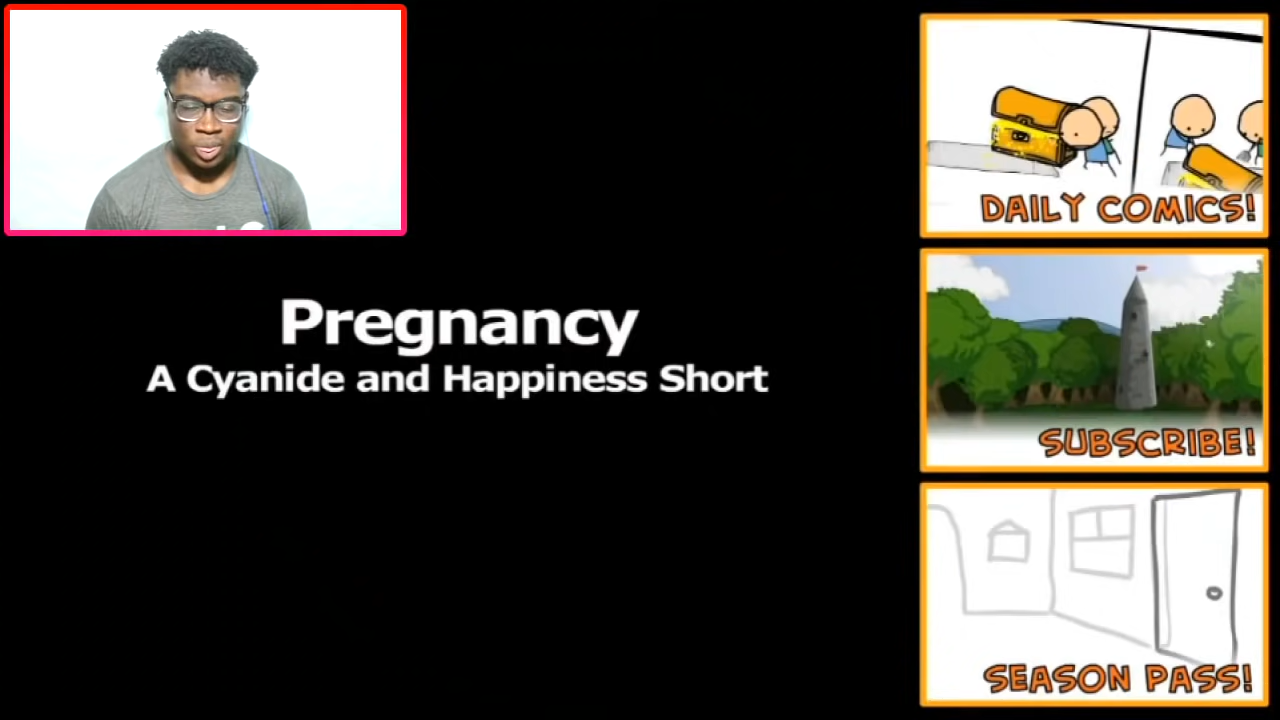 Pregnancy
A Cyanide and Happiness Short
DAILY COMICS!
SUBSCRIBE!
SEASON PASS!